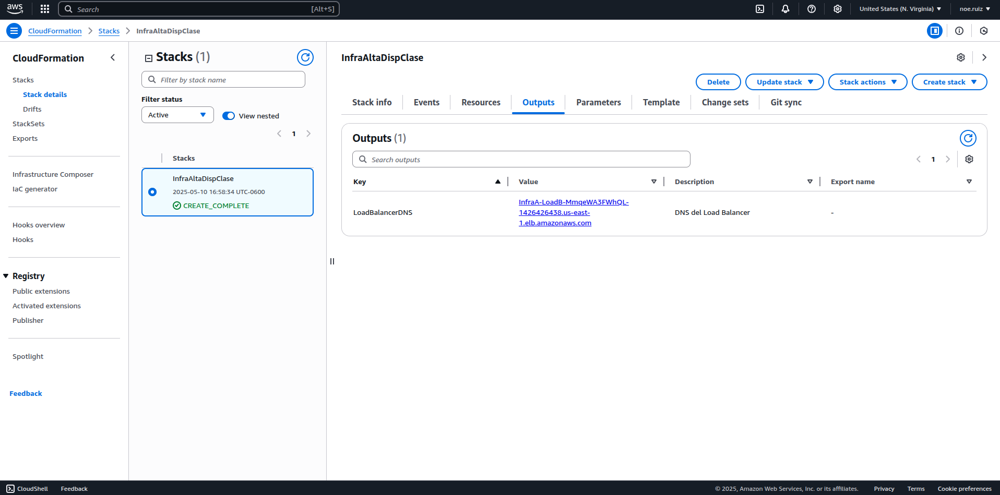 aws
Search
[Alt+S]
United States (N. Virginia)
noe.ruiz
CloudFormation
Stacks
InfraAltaDispClase
CloudFormation
Stacks
Stack details
Drifts
StackSets
Exports
Infrastructure Composer
IaC generator
Hooks overview
Hooks
Registry
Public extensions
Activated extensions
Publisher
Spotlight
Feedback
Stacks (1)
Filter by stack name
Filter status
Active
View nested
1
Stacks
InfraAltaDispClase
2025-05-10 16:58:34 UTC-0600
CREATE_COMPLETE
InfraAltaDispClase
Delete
Update stack
Stack actions
Create stack
Stack info
Events
Resources
Outputs
Parameters
Template
Change sets
Git sync
Outputs (1)
Search outputs
1
Key
Value
Description
Export name
LoadBalancerDNS
InfraA-LoadB-MmqeWA3FWhQL-
1426426438.us-east-
1.elb.amazonaws.com
DNS del Load Balancer
-
CloudShell
Feedback
© 2025, Amazon Web Services, Inc. or its affiliates.
Privacy
Terms
Cookie preferences